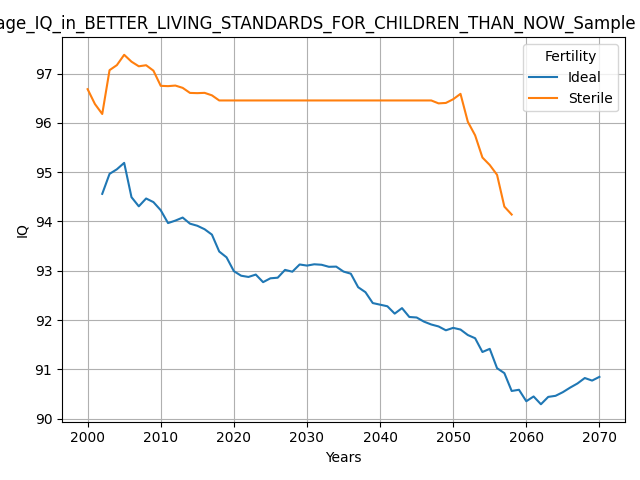 age_IQ_in_BETTER_LIVING_STANDARDS_FOR_CHILDREN_THAN_NOW_Sample
Fertility
Ideal
Sterile
97
96
95
94
93
92
91
90
IQ
2000 2010 2020 2030 2040 2050 2060 2070
Years